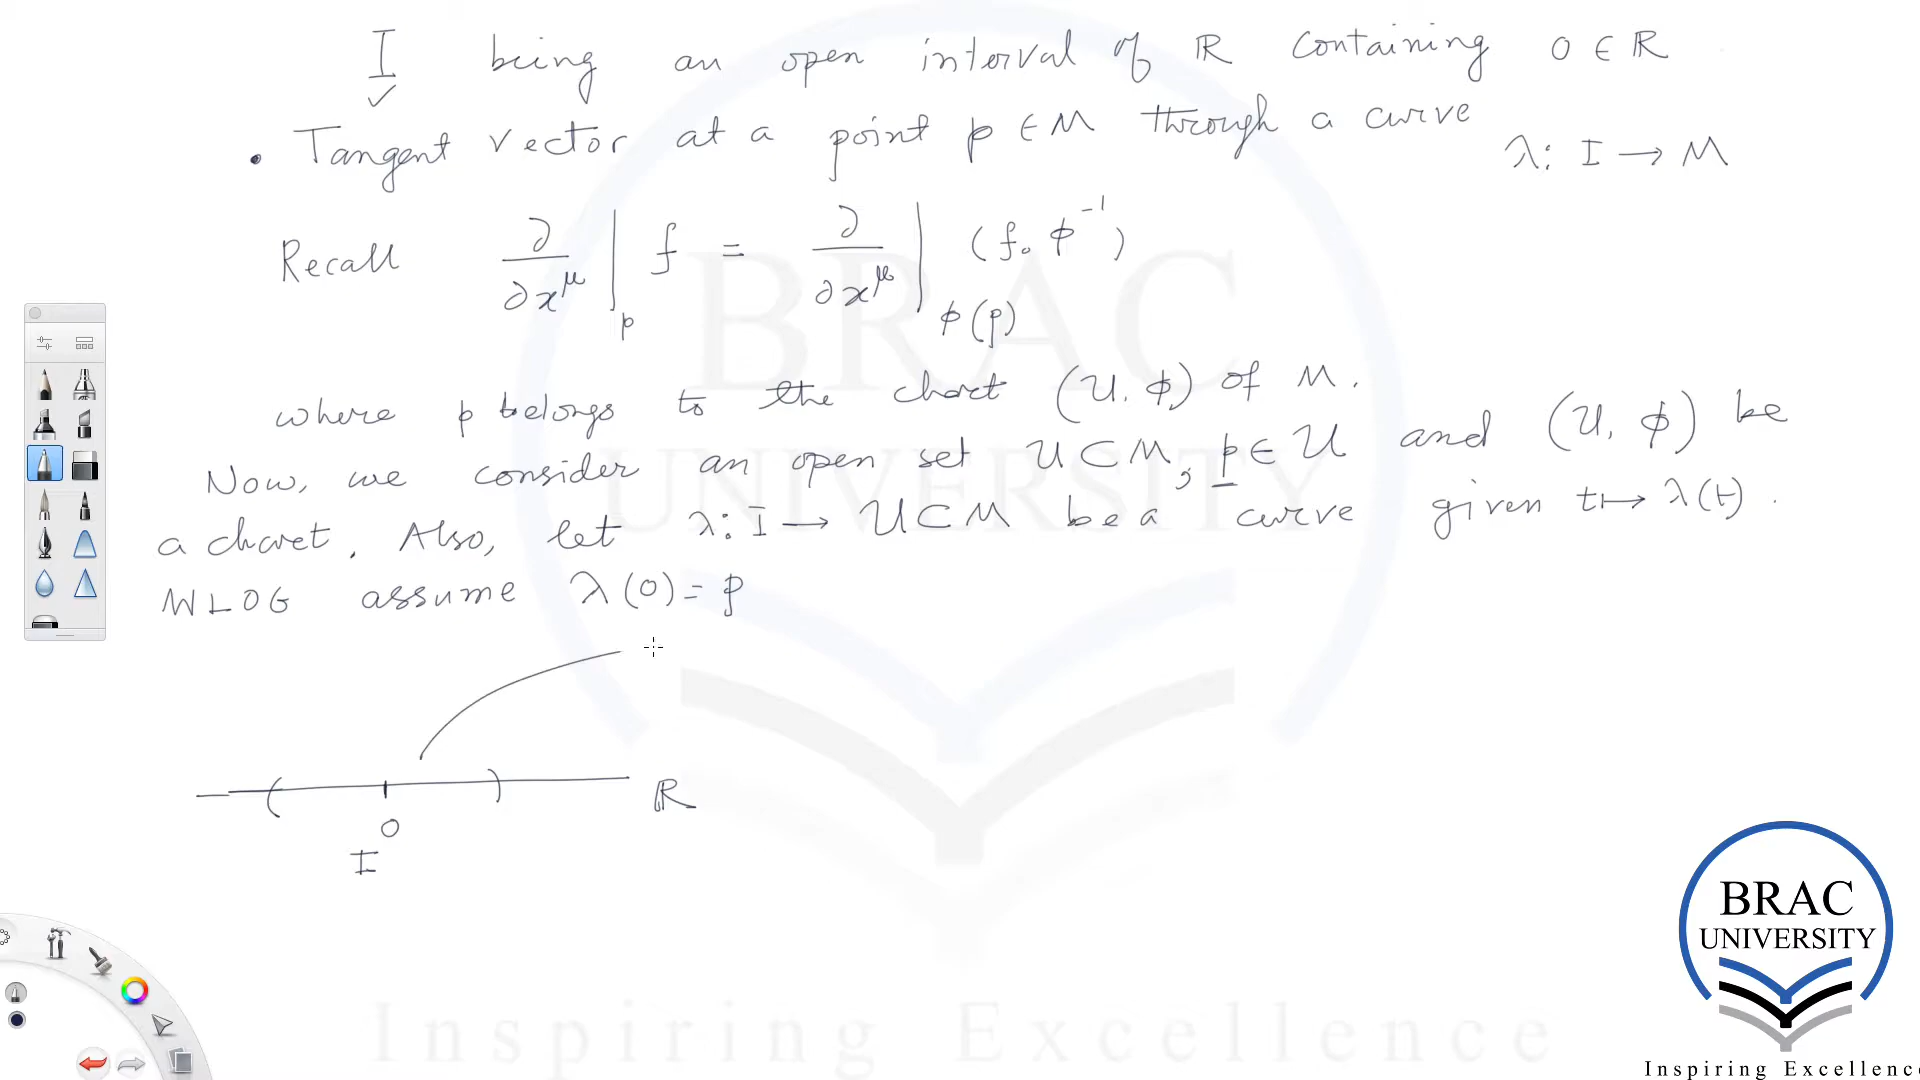 I being an open interval of ℝ containing 0 ∈ ℝ
• Tangent vector at a point p ∈ M through a curve λ: I → M
Recall ∂/∂x^μ |_p f = ∂/∂x^μ |_φ(p) (f∘φ⁻¹)
where p belongs to the chart (U, φ) of M.
Now, we consider an open set U ⊂ M, p ∈ U and (U, φ) be
a chart. Also, let λ: I → U ⊂ M be a curve given t ↦ λ(t).
WLOG assume λ(0) = p
ℝ
0
I
BRAC
UNIVERSITY
Inspiring Excellence
BRAC
UNIVERSITY
Inspiring Excellence